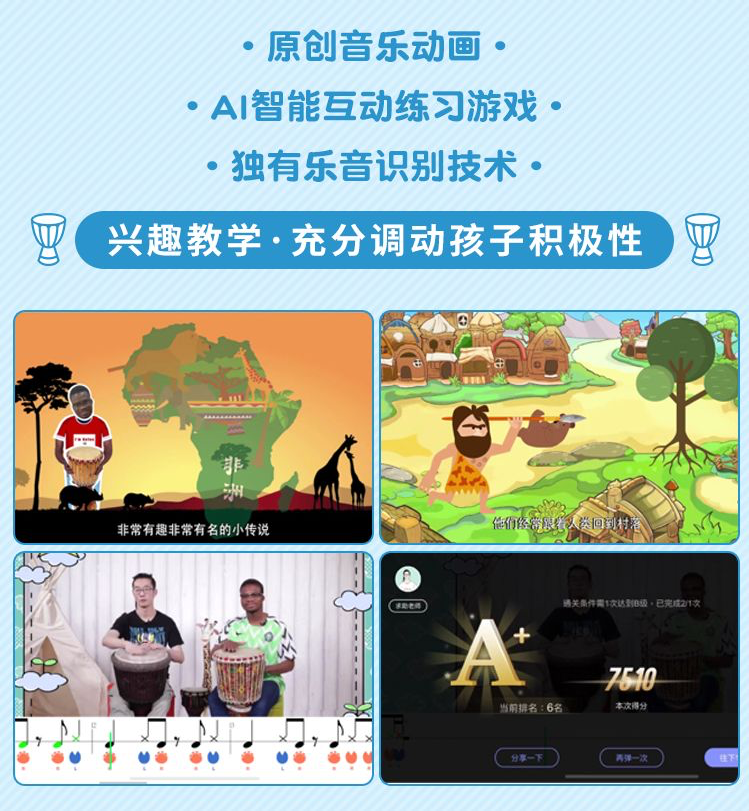 • 原创音乐动画 •
• AI智能互动练习游戏 •
• 独有乐音识别技术 •
兴趣教学·充分调动孩子积极性
非洲
非常有趣非常有名的小传说
他们经常跟着人类回到村落
求助老师
通关条件需1次达到B级，已完成2/1次
A+
7510
当前排名：6名
本次得分
分享一下
再弹一次